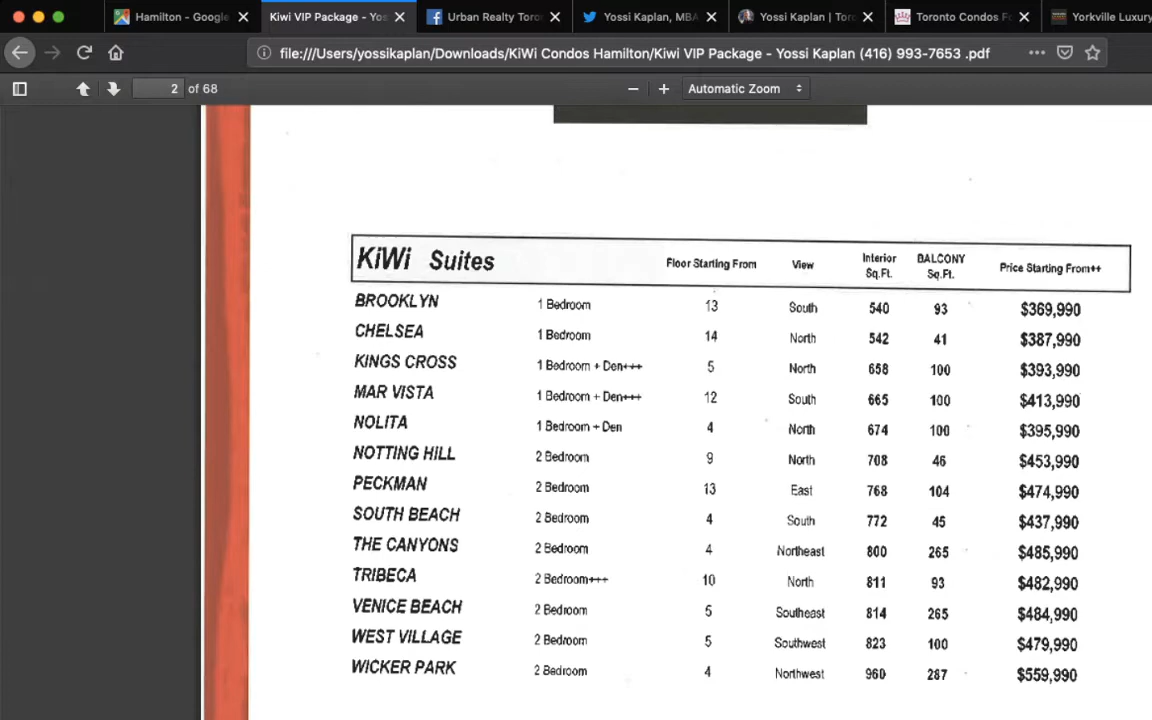 Hamilton - Google
Kiwi VIP Package - Yos
Urban Realty Toro
Yossi Kaplan, MBA
Yossi Kaplan | Toro
Toronto Condos Fo
Yorkville Luxury
file:///Users/yossikaplan/Downloads/KiWi Condos Hamilton/Kiwi VIP Package - Yossi Kaplan (416) 993-7653 .pdf
2 of 68
Automatic Zoom
KiWi Suites Floor Starting From View Interior Sq.Ft. BALCONY Sq.Ft. Price Starting From++
BROOKLYN 1 Bedroom 13 South 540 93 $369,990
CHELSEA 1 Bedroom 14 North 542 41 $387,990
KINGS CROSS 1 Bedroom + Den+++ 5 North 658 100 $393,990
MAR VISTA 1 Bedroom + Den+++ 12 South 665 100 $413,990
NOLITA 1 Bedroom + Den 4 North 674 100 $395,990
NOTTING HILL 2 Bedroom 9 North 708 46 $453,990
PECKMAN 2 Bedroom 13 East 768 104 $474,990
SOUTH BEACH 2 Bedroom 4 South 772 45 $437,990
THE CANYONS 2 Bedroom 4 Northeast 800 265 $485,990
TRIBECA 2 Bedroom+++ 10 North 811 93 $482,990
VENICE BEACH 2 Bedroom 5 Southeast 814 265 $484,990
WEST VILLAGE 2 Bedroom 5 Southwest 823 100 $479,990
WICKER PARK 2 Bedroom 4 Northwest 960 287 $559,990